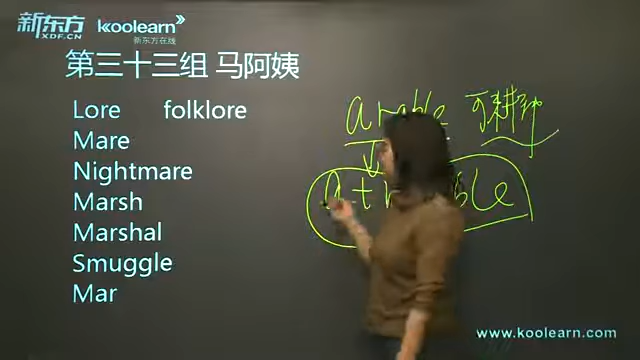 新东方 XDF.CN koolearn 新东方在线
第三十三组 马阿姨
Lore folklore
Mare
Nightmare
Marsh
Marshal
Smuggle
Mar
可耕种
www.koolearn.com